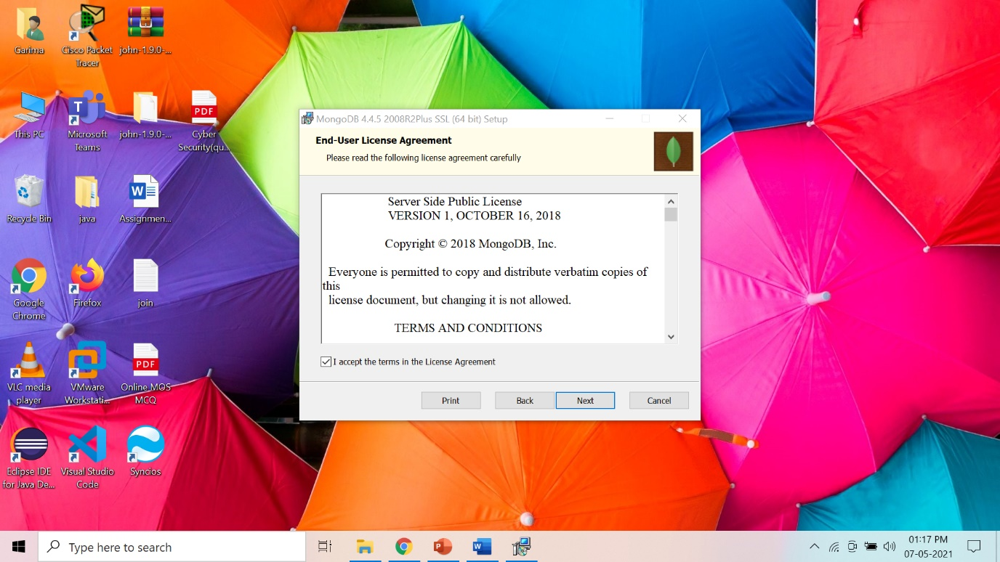 Garima
Cisco Packet
Tracer
john-1.9.0-...
This PC
Microsoft
Teams
john-1.9.0-...
PDF
Cyber
Security(qu...
Recycle Bin
java
Assignmen...
Google
Chrome
Firefox
join
VLC media
player
VMware
Workstati...
PDF
Online MOS
MCQ
Eclipse IDE
for Java De...
Visual Studio
Code
Syncios
MongoDB 4.4.5 2008R2Plus SSL (64 bit) Setup
End-User License Agreement
Please read the following license agreement carefully
Server Side Public License
VERSION 1, OCTOBER 16, 2018
Copyright © 2018 MongoDB, Inc.
Everyone is permitted to copy and distribute verbatim copies of
this
license document, but changing it is not allowed.
TERMS AND CONDITIONS
I accept the terms in the License Agreement
Print Back Next Cancel
Type here to search
01:17 PM
07-05-2021